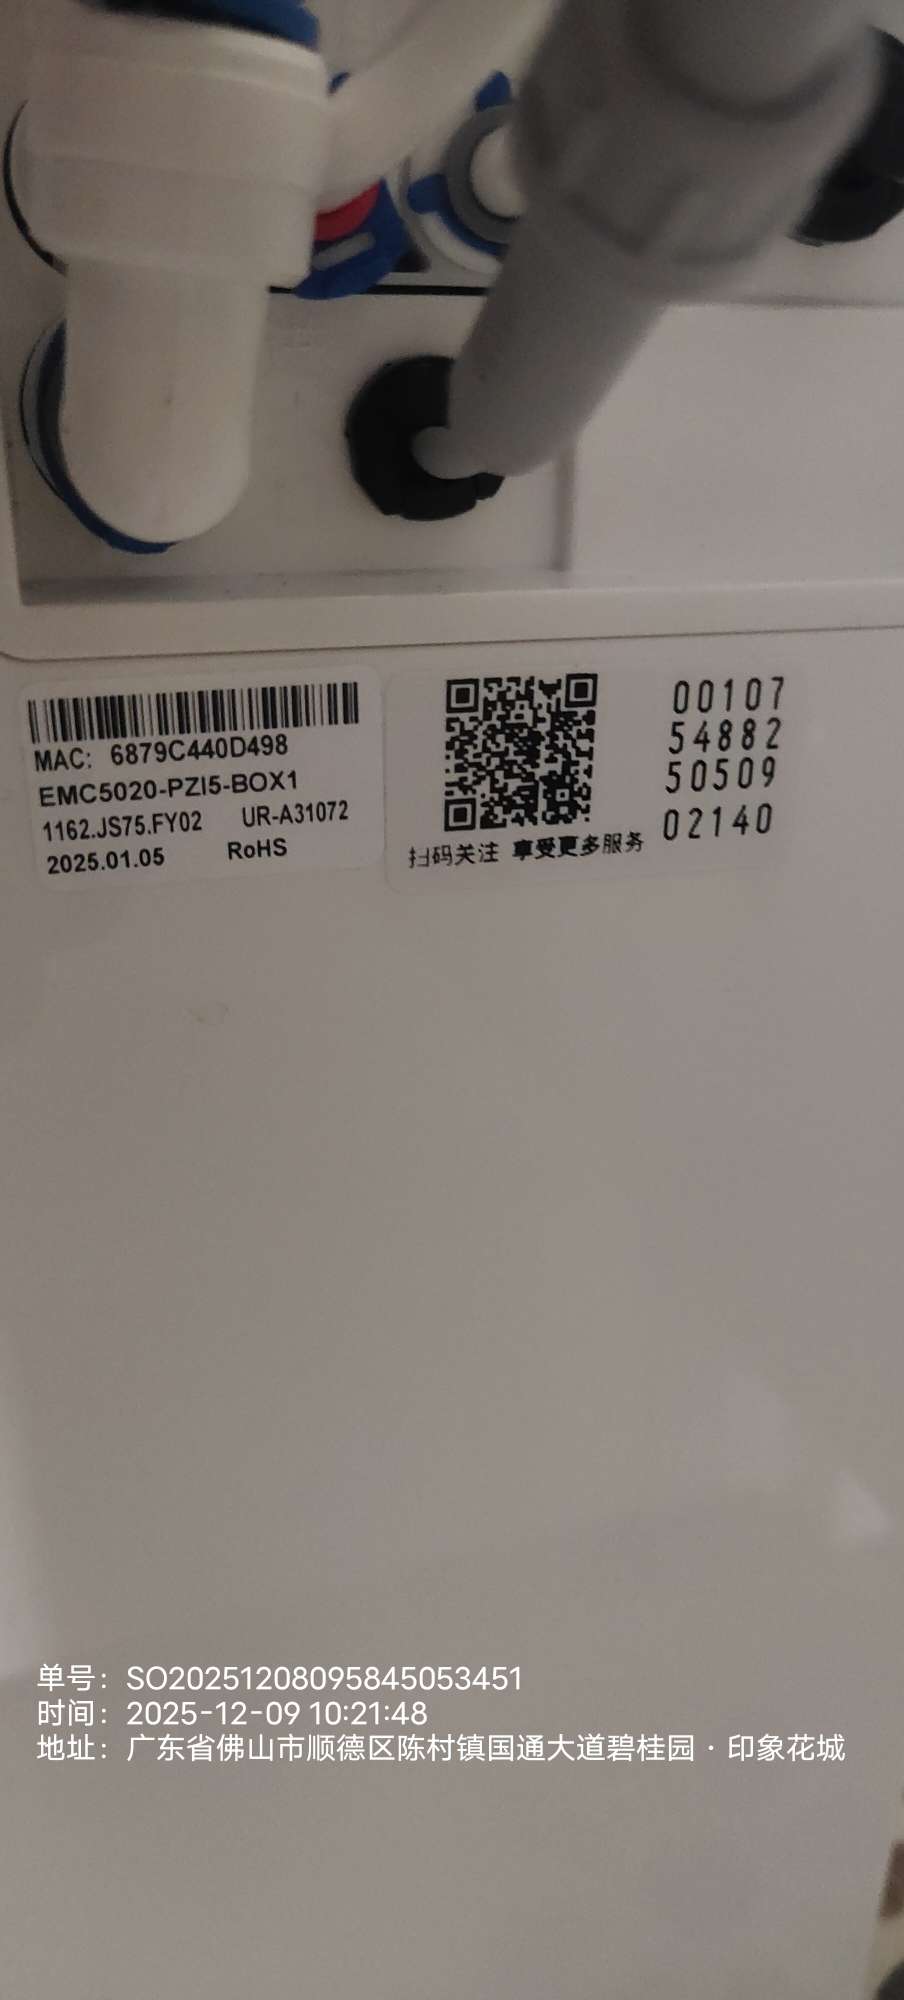 MAC: 6879C440D498
EMC5020-PZI5-BOX1
1162.JS75.FY02 UR-A31072
2025.01.05 RoHS
00107
54882
50509
02140
扫码关注 享受更多服务
单号：SO20251208095845053451
时间：2025-12-09 10:21:48
地址：广东省佛山市顺德区陈村镇国通大道碧桂园·印象花城